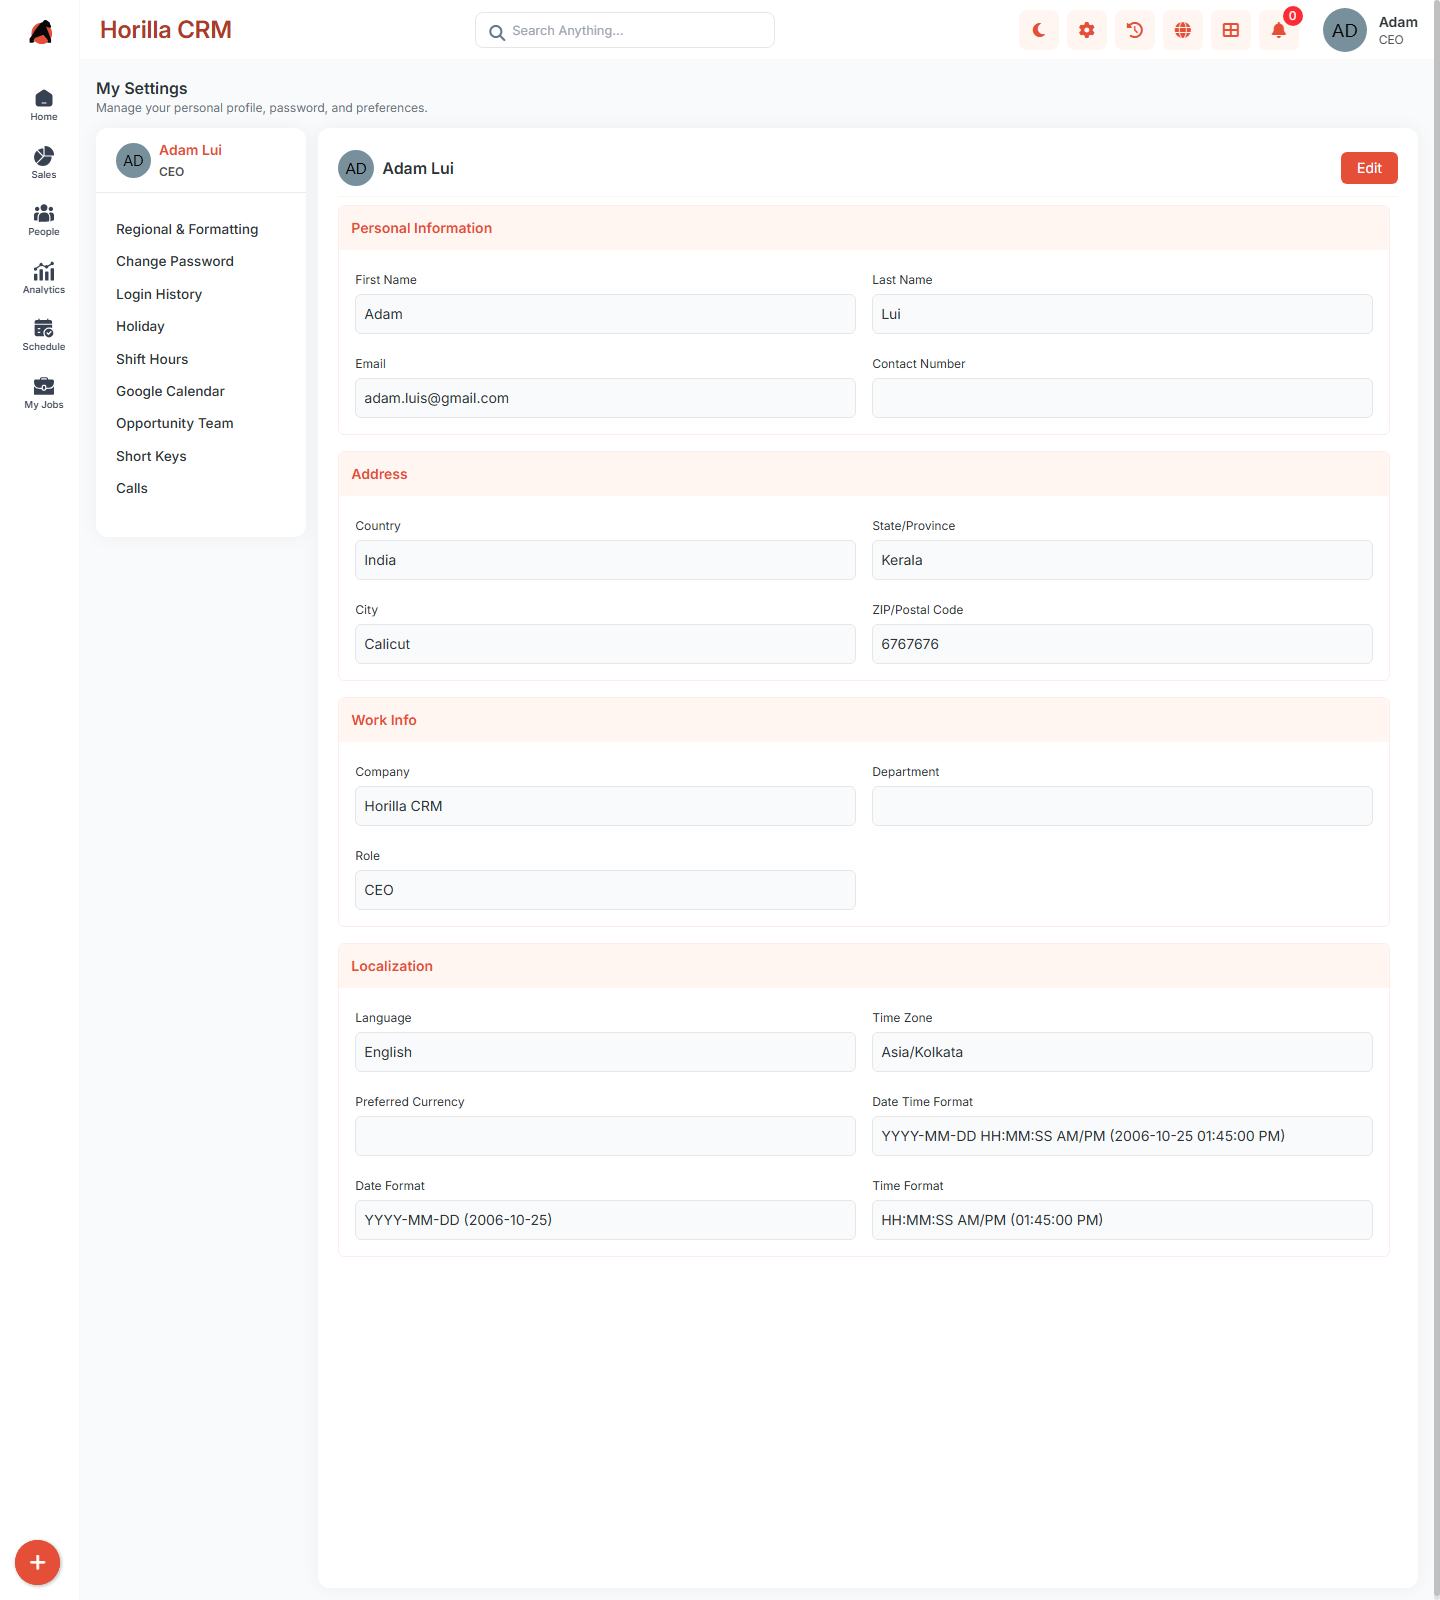 Horilla CRM
Search Anything...
0
AD
Adam
CEO
Home
Sales
People
Analytics
Schedule
My Jobs
My Settings
Manage your personal profile, password, and preferences.
AD
Adam Lui
CEO
Regional & Formatting
Change Password
Login History
Holiday
Shift Hours
Google Calendar
Opportunity Team
Short Keys
Calls
AD
Adam Lui
Edit
Personal Information
First Name
Last Name
Adam
Lui
Email
Contact Number
adam.luis@gmail.com
Address
Country
State/Province
India
Kerala
City
ZIP/Postal Code
Calicut
6767676
Work Info
Company
Department
Horilla CRM
Role
CEO
Localization
Language
Time Zone
English
Asia/Kolkata
Preferred Currency
Date Time Format
YYYY-MM-DD HH:MM:SS AM/PM (2006-10-25 01:45:00 PM)
Date Format
Time Format
YYYY-MM-DD (2006-10-25)
HH:MM:SS AM/PM (01:45:00 PM)